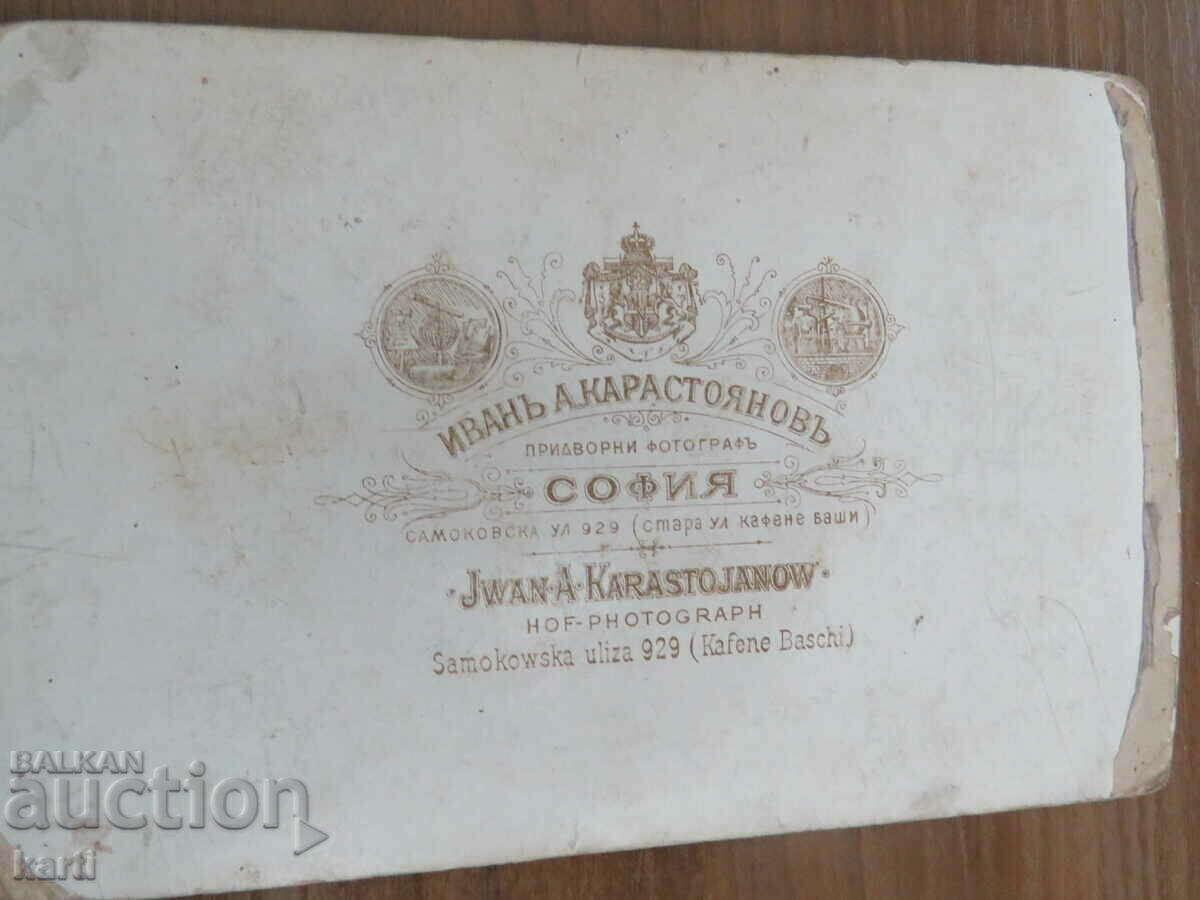 ИВАНЪ А. КАРАСТОЯНОВЪ
ПРИДВОРНИ ФОТОГРАФЪ
СОФИЯ
САМОКОВСКА УЛ 929 (СТАРА УЛ КАФЕНЕ БАШИ)
·JWAN·A·KARASTOJANOW·
HOF-PHOTOGRAPH
Samokowska uliza 929 (Kafene Baschi)
BALKAN
auction
karti